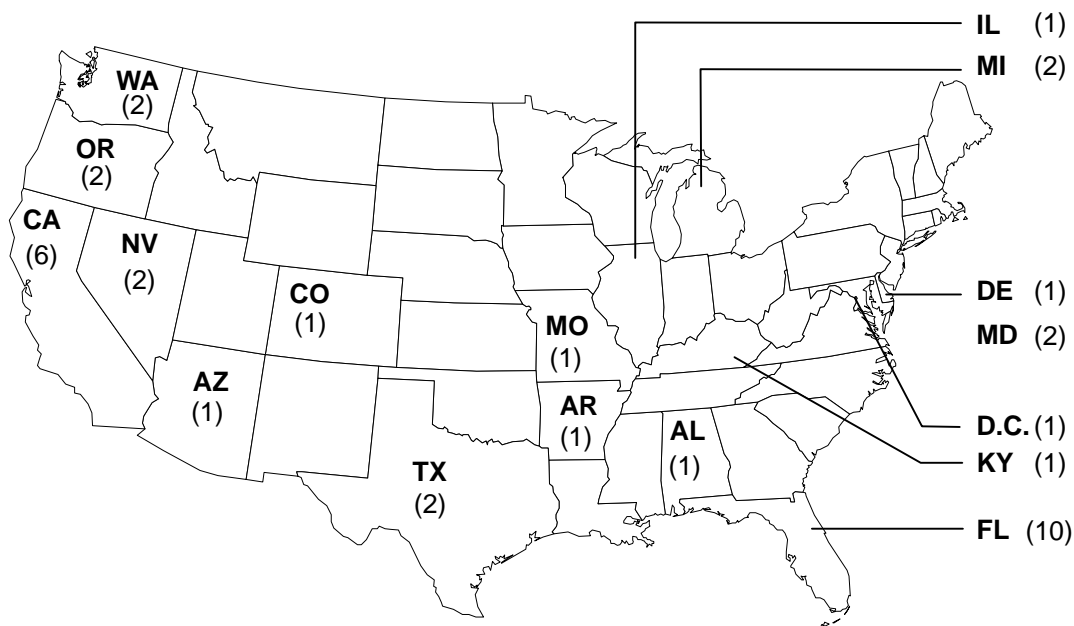 IL (1)
MI (2)
WA
(2)
OR
(2)
CA
(6)
NV
(2)
CO
(1)
MO
(1)
DE (1)
MD (2)
AZ
(1)
AR
(1)
AL
(1)
D.C. (1)
KY (1)
TX
(2)
FL (10)